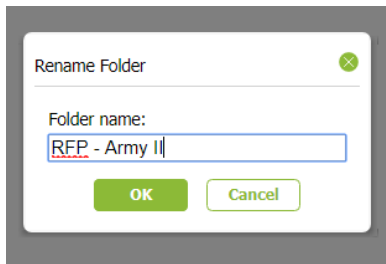 Rename Folder
Folder name:
RFP - Army II
OK
Cancel